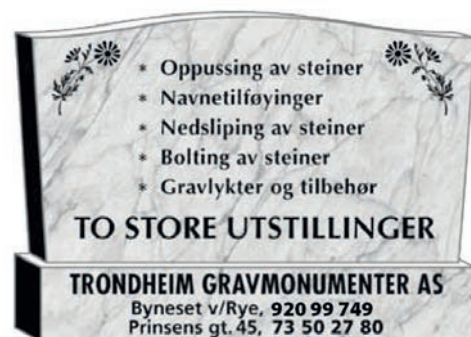 * Oppussing av steiner
* Navnetilføyinger
* Nedsliping av steiner
* Bolting av steiner
* Gravlykter og tilbehør
TO STORE UTSTILLINGER
TRONDHEIM GRAVMONUMENTER AS
Byneset v/Rye, 920 99 749
Prinsens gt. 45, 73 50 27 80